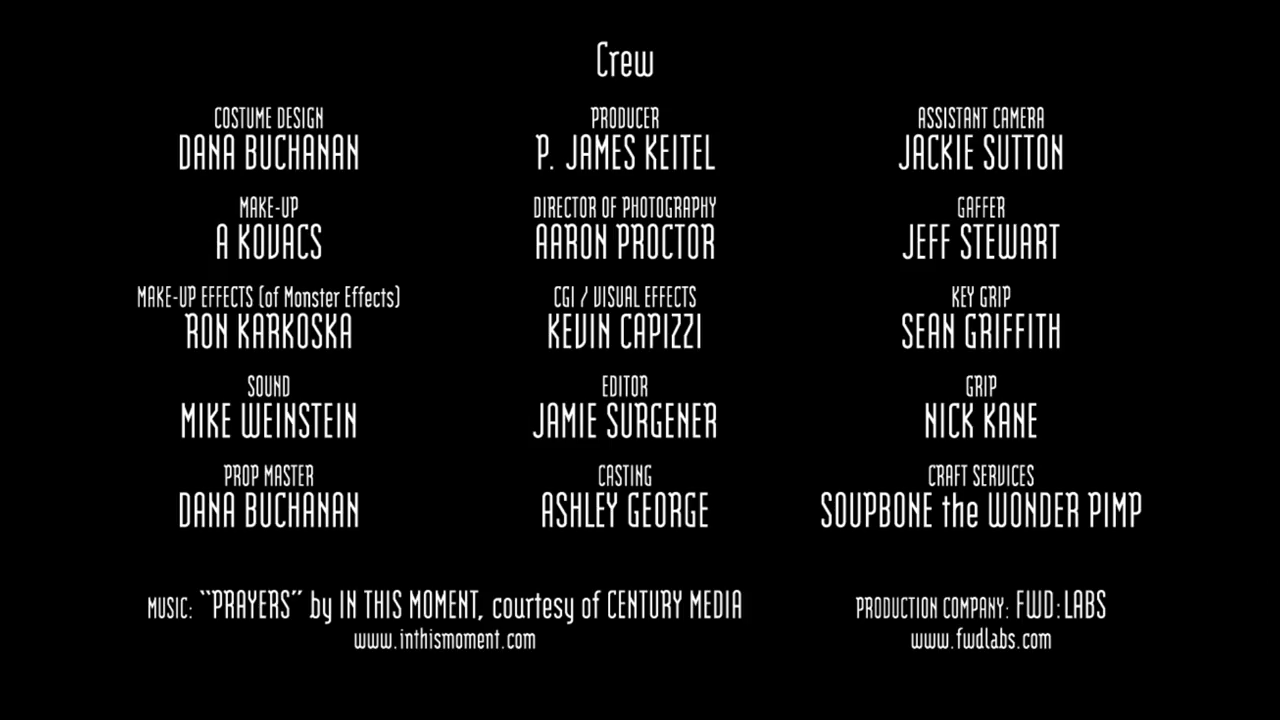 Crew
COSTUME DESIGN
DANA BUCHANAN
MAKE-UP
A KOVACS
MAKE-UP EFFECTS (of Monster Effects)
RON KARKOSKA
SOUND
MIKE WEINSTEIN
PROP MASTER
DANA BUCHANAN
PRODUCER
P. JAMES KEITEL
DIRECTOR OF PHOTOGRAPHY
AARON PROCTOR
CGI / VISUAL EFFECTS
KEVIN CAPIZZI
EDITOR
JAMIE SURGENER
CASTING
ASHLEY GEORGE
ASSISTANT CAMERA
JACKIE SUTTON
GAFFER
JEFF STEWART
KEY GRIP
SEAN GRIFFITH
GRIP
NICK KANE
CRAFT SERVICES
SOUPBONE the WONDER PIMP
MUSIC: "PRAYERS" by IN THIS MOMENT, courtesy of CENTURY MEDIA
www.inthismoment.com
PRODUCTION COMPANY: FWD:LABS
www.fwdlabs.com